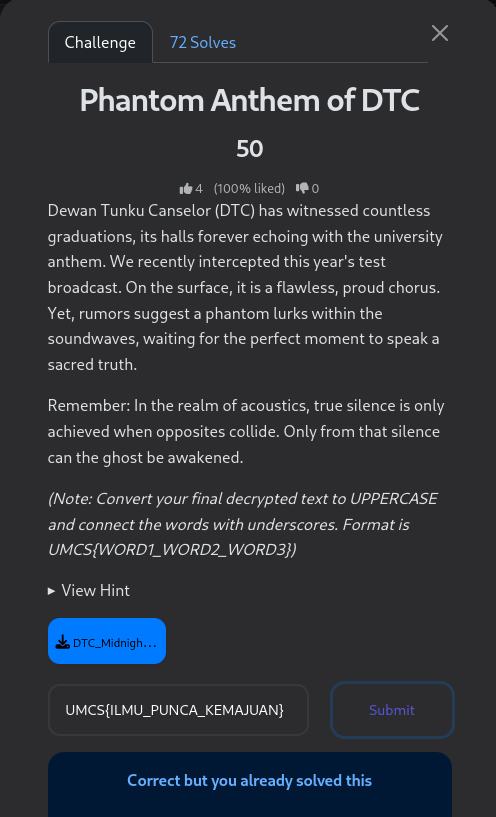 Challenge
72 Solves
Phantom Anthem of DTC
50
4 (100% liked) 0
Dewan Tunku Canselor (DTC) has witnessed countless
graduations, its halls forever echoing with the university
anthem. We recently intercepted this year's test
broadcast. On the surface, it is a flawless, proud chorus.
Yet, rumors suggest a phantom lurks within the
soundwaves, waiting for the perfect moment to speak a
sacred truth.
Remember: In the realm of acoustics, true silence is only
achieved when opposites collide. Only from that silence
can the ghost be awakened.
(Note: Convert your final decrypted text to UPPERCASE
and connect the words with underscores. Format is
UMCS{WORD1_WORD2_WORD3})
▸ View Hint
DTC_Midnigh...
UMCS{ILMU_PUNCA_KEMAJUAN}
Submit
Correct but you already solved this